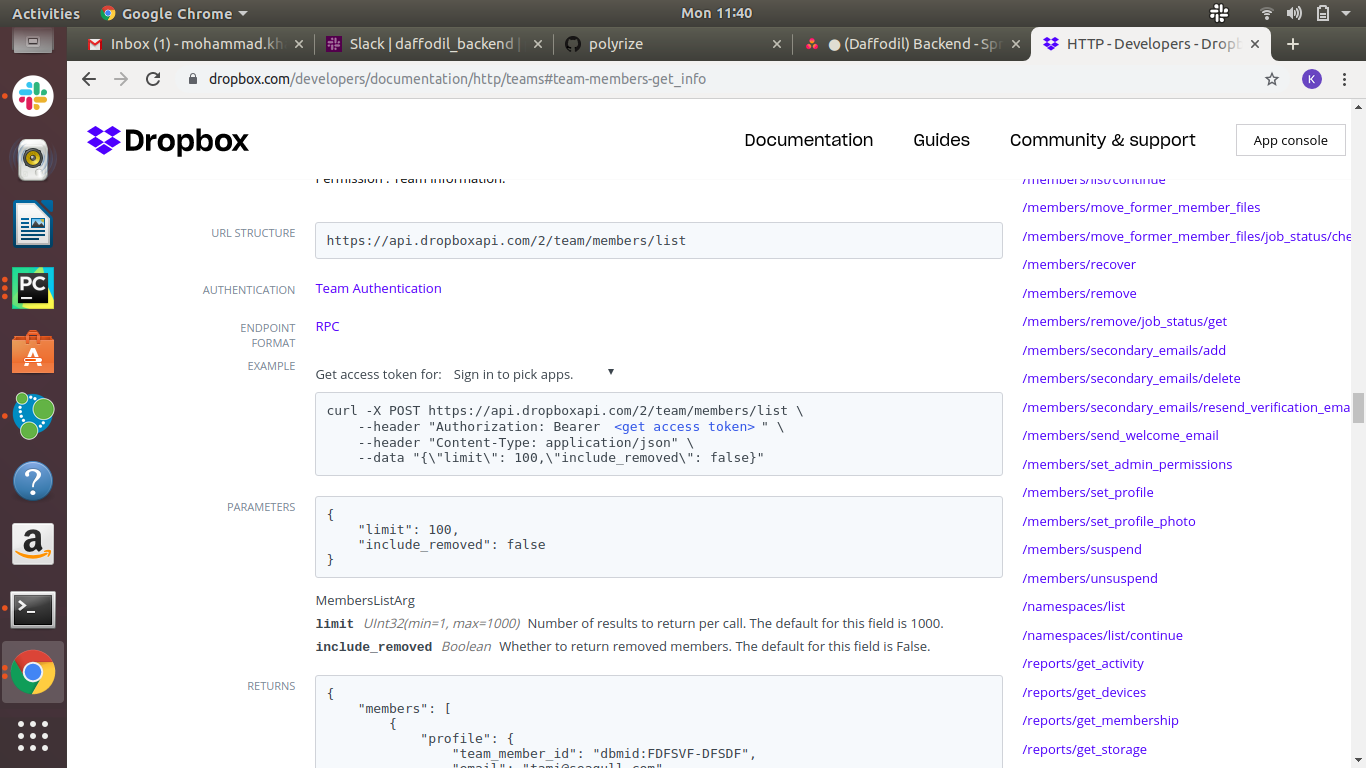 Activities
Google Chrome
Mon 11:40
Inbox (1) - mohammad.kh
Slack | daffodil_backend |
polyrize
(Daffodil) Backend - Spr
HTTP - Developers - Dropb
dropbox.com/developers/documentation/http/teams#team-members-get_info
K
Dropbox
Documentation
Guides
Community & support
App console
Permission : Team information.
URL STRUCTURE
https://api.dropboxapi.com/2/team/members/list
AUTHENTICATION
Team Authentication
ENDPOINT
FORMAT
RPC
EXAMPLE
Get access token for: Sign in to pick apps.
curl -X POST https://api.dropboxapi.com/2/team/members/list \
--header "Authorization: Bearer <get access token> " \
--header "Content-Type: application/json" \
--data "{\"limit\": 100,\"include_removed\": false}"
PARAMETERS
{
"limit": 100,
"include_removed": false
}
MembersListArg
limit UInt32(min=1, max=1000) Number of results to return per call. The default for this field is 1000.
include_removed Boolean Whether to return removed members. The default for this field is False.
RETURNS
{
"members": [
{
"profile": {
"team_member_id": "dbmid:FDFSVF-DFSDF",
"email": "tami@seagull.com",
/members/list/continue
/members/move_former_member_files
/members/move_former_member_files/job_status/che
/members/recover
/members/remove
/members/remove/job_status/get
/members/secondary_emails/add
/members/secondary_emails/delete
/members/secondary_emails/resend_verification_ema
/members/send_welcome_email
/members/set_admin_permissions
/members/set_profile
/members/set_profile_photo
/members/suspend
/members/unsuspend
/namespaces/list
/namespaces/list/continue
/reports/get_activity
/reports/get_devices
/reports/get_membership
/reports/get_storage
PC
A
?
a
>_